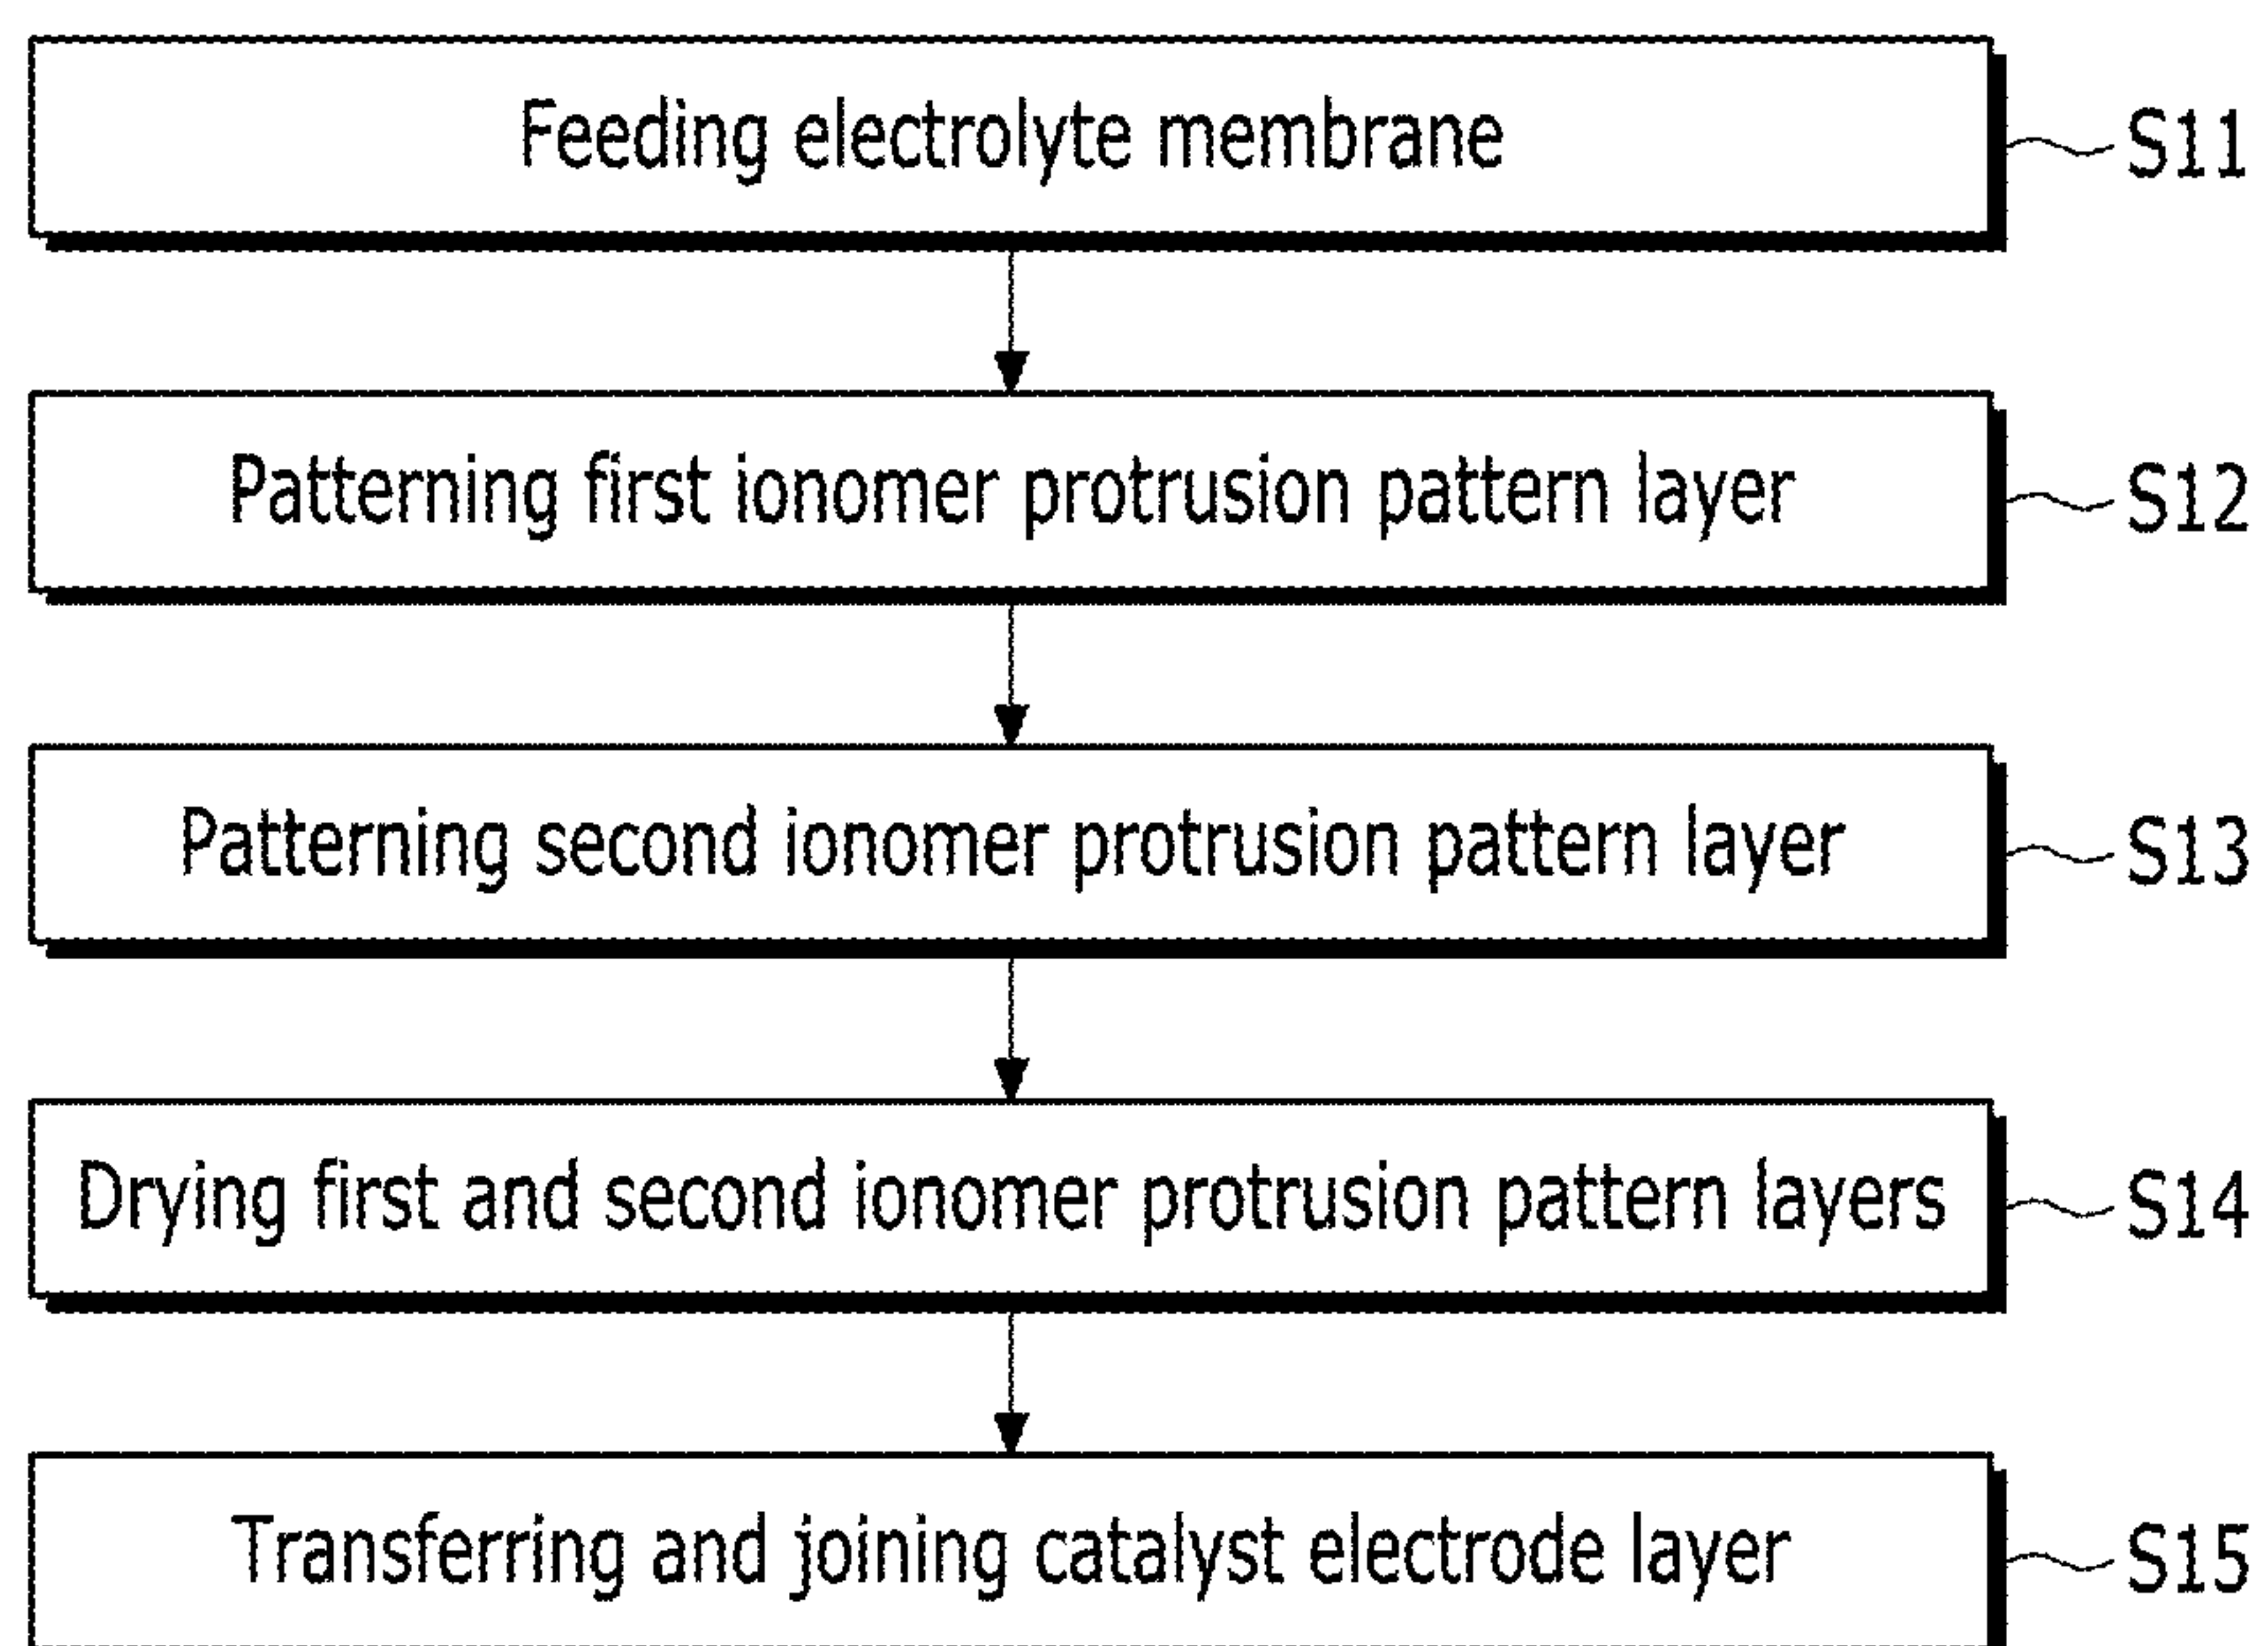 Feeding electrolyte membrane S11
Patterning first ionomer protrusion pattern layer S12
Patterning second ionomer protrusion pattern layer S13
Drying first and second ionomer protrusion pattern layers S14
Transferring and joining catalyst electrode layer S15